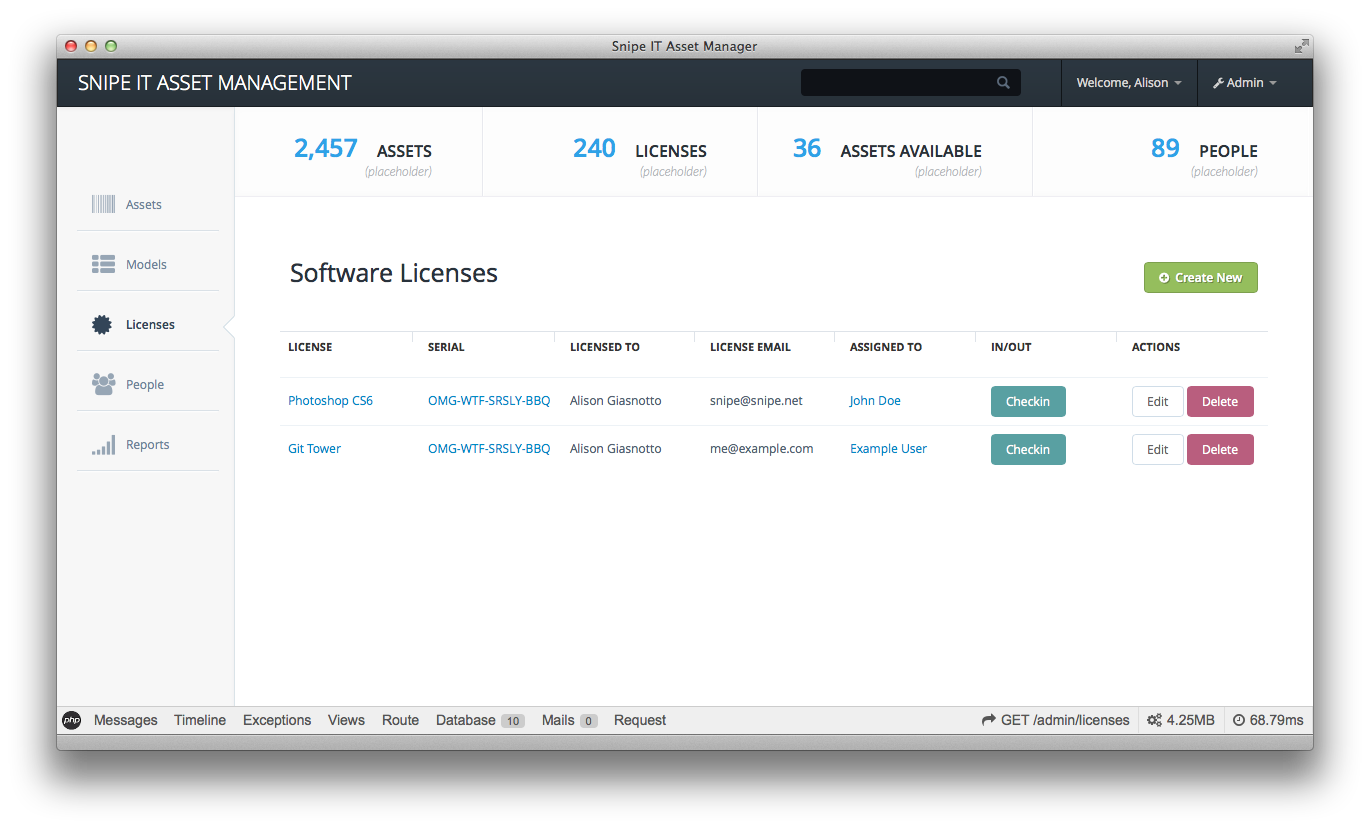 Snipe IT Asset Manager
SNIPE IT ASSET MANAGEMENT
Welcome, Alison
Admin
2,457 ASSETS
(placeholder)
240 LICENSES
(placeholder)
36 ASSETS AVAILABLE
(placeholder)
89 PEOPLE
(placeholder)
Assets
Models
Licenses
People
Reports
Software Licenses
Create New
LICENSE SERIAL LICENSED TO LICENSE EMAIL ASSIGNED TO IN/OUT ACTIONS
Photoshop CS6 OMG-WTF-SRSLY-BBQ Alison Giasnotto snipe@snipe.net John Doe Checkin Edit Delete
Git Tower OMG-WTF-SRSLY-BBQ Alison Giasnotto me@example.com Example User Checkin Edit Delete
php Messages Timeline Exceptions Views Route Database 10 Mails 0 Request GET /admin/licenses 4.25MB 68.79ms